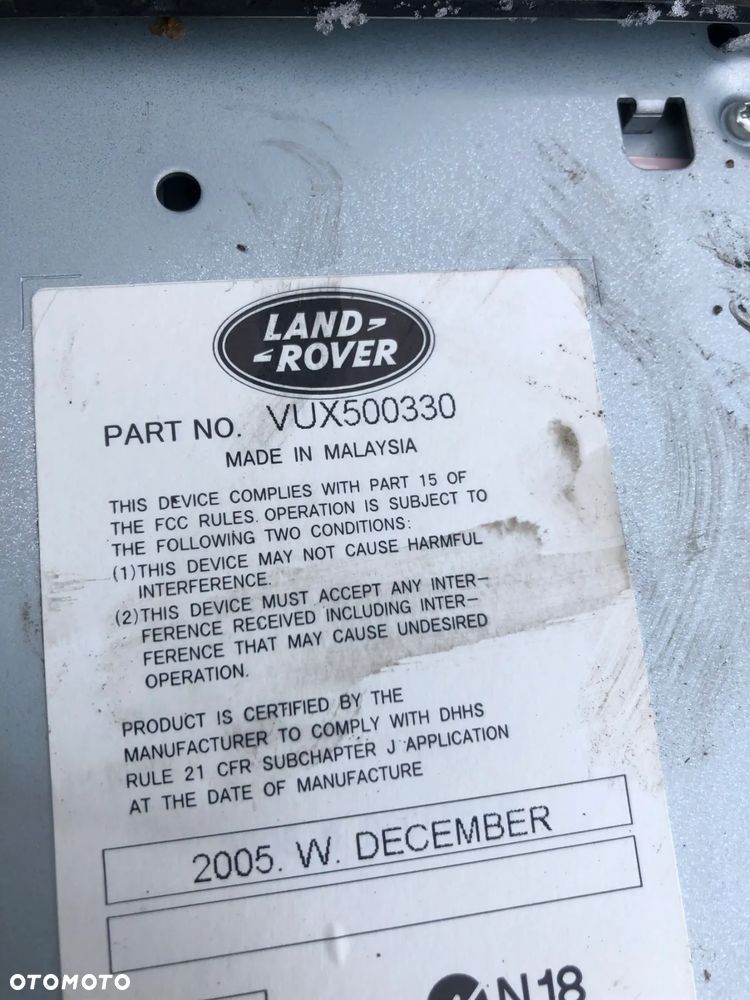 LAND
ROVER
PART NO. VUX500330
MADE IN MALAYSIA
THIS DEVICE COMPLIES WITH PART 15 OF
THE FCC RULES. OPERATION IS SUBJECT TO
THE FOLLOWING TWO CONDITIONS:
(1)THIS DEVICE MAY NOT CAUSE HARMFUL
INTERFERENCE.
(2)THIS DEVICE MUST ACCEPT ANY INTER-
FERENCE RECEIVED INCLUDING INTER-
FERENCE THAT MAY CAUSE UNDESIRED
OPERATION.
PRODUCT IS CERTIFIED BY THE
MANUFACTURER TO COMPLY WITH DHHS
RULE 21 CFR SUBCHAPTER J APPLICATION
AT THE DATE OF MANUFACTURE
2005. W. DECEMBER
N18
OTOMOTO